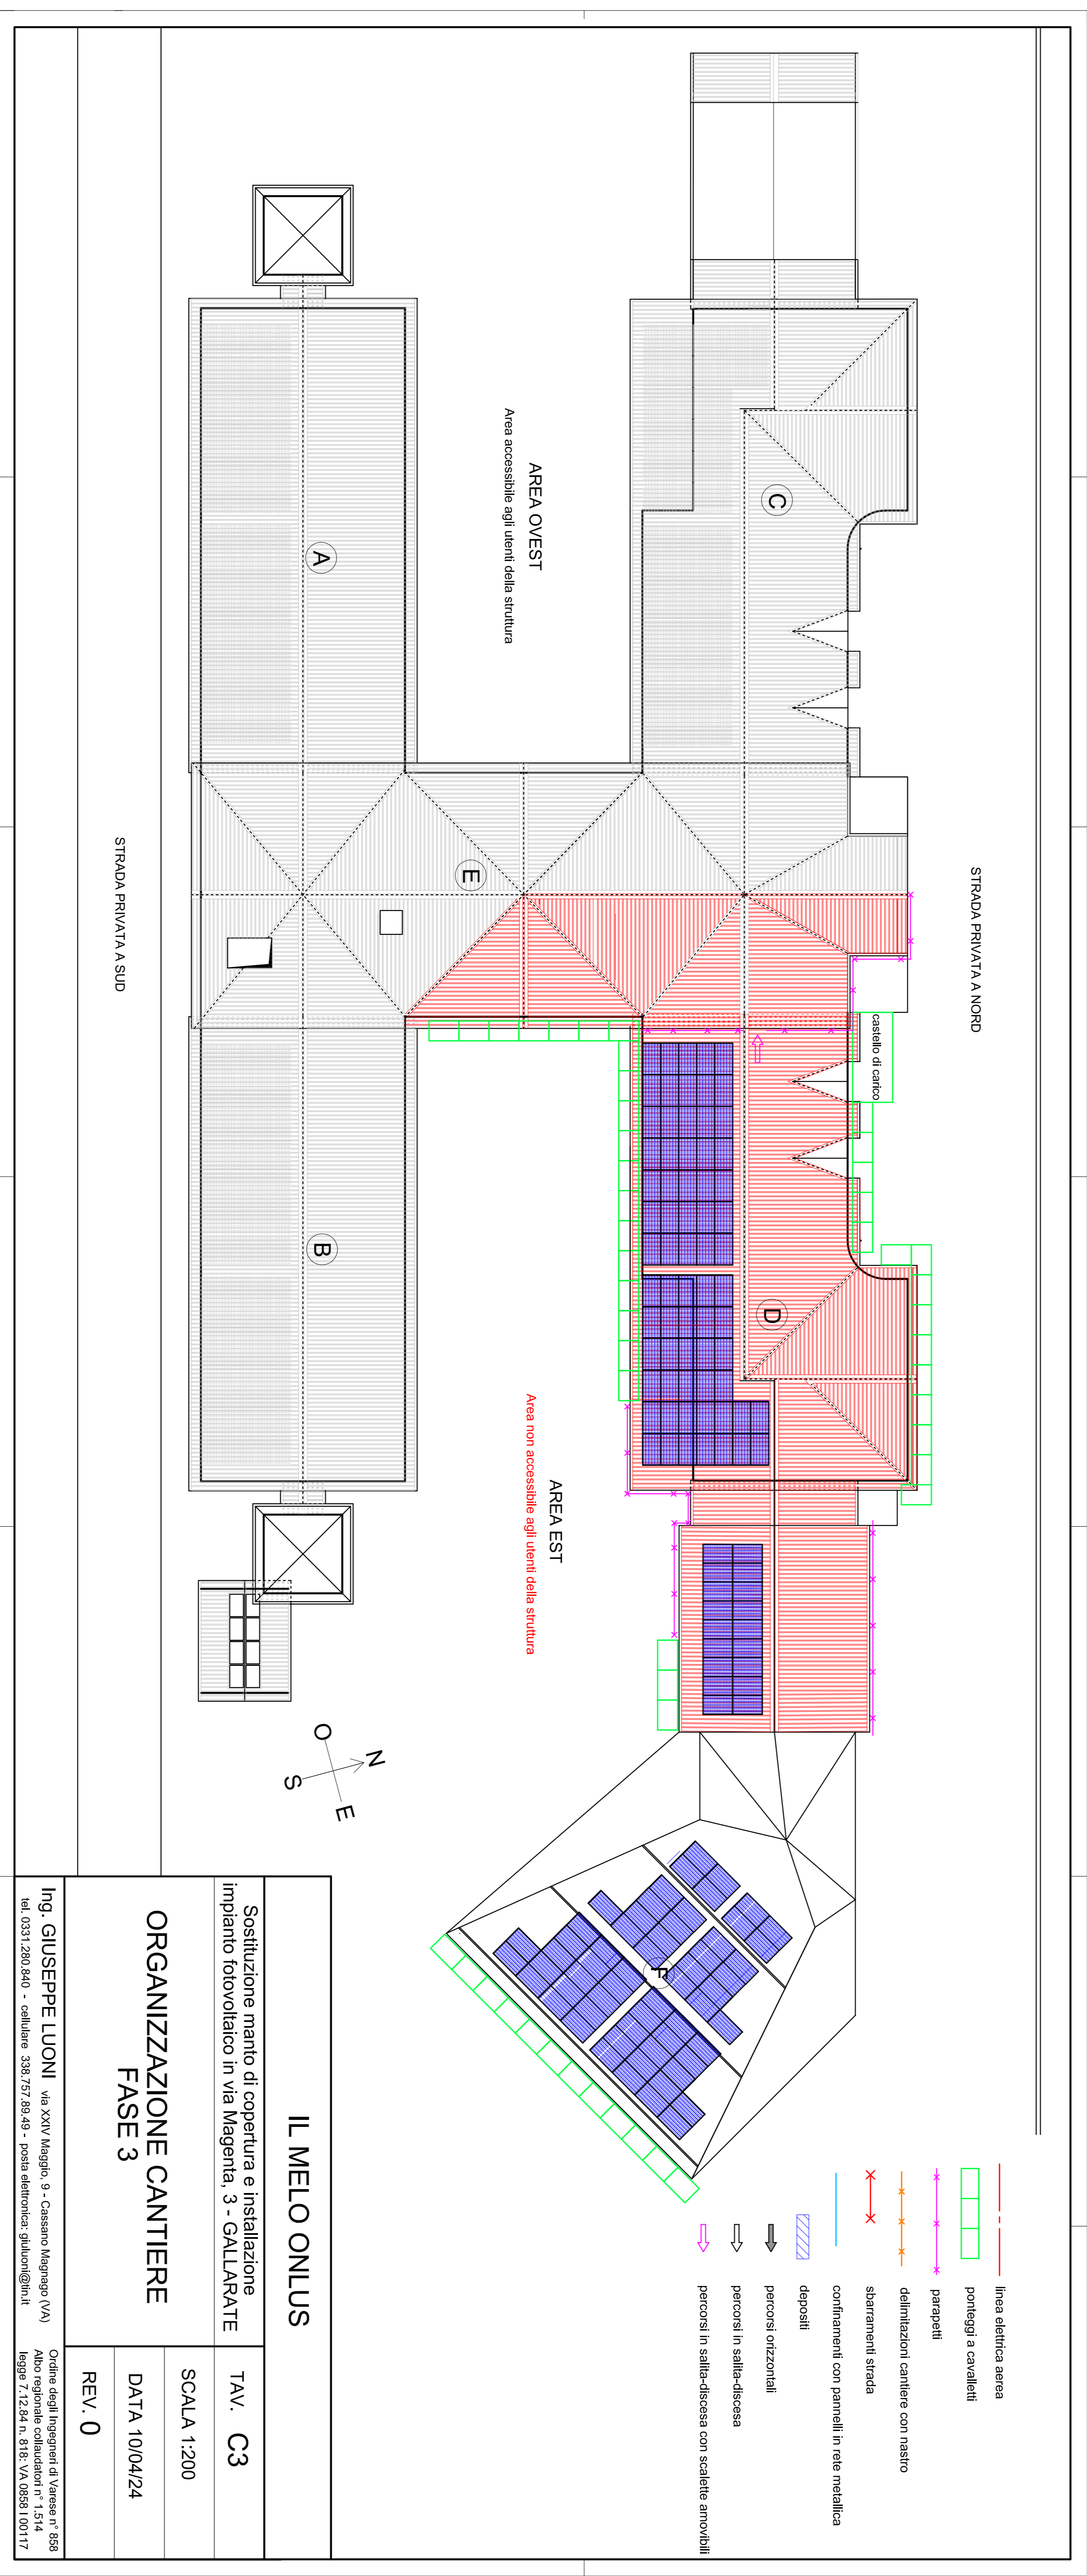 STRADA PRIVATA A NORD
castello di carico
C
D
AREA OVEST
Area accessibile agli utenti della struttura
E
AREA EST
Area non accessibile agli utenti della struttura
F
A
B
STRADA PRIVATA A SUD
N
O
E
S
linea elettrica aerea
ponteggi a cavalletti
parapetti
delimitazioni cantiere con nastro
sbarramenti strada
confinamenti con pannelli in rete metallica
depositi
percorsi orizzontali
percorsi in salita-discesa
percorsi in salita-discesa con scalette amovibili
IL MELO ONLUS
Sostituzione manto di copertura e installazione
impianto fotovoltaico in via Magenta, 3 - GALLARATE
TAV. C3
ORGANIZZAZIONE CANTIERE
FASE 3
SCALA 1:200
DATA 10/04/24
REV. 0
Ing. GIUSEPPE LUONI via XXIV Maggio, 9 - Cassano Magnago (VA)
tel. 0331.280.840 - cellulare 338.757.89.49 - posta elettronica: giuluoni@tin.it
Ordine degli Ingegneri di Varese n° 858
Albo regionale collaudatori n° 1.514
legge 7.12.84 n. 818: VA 0858 I 00117